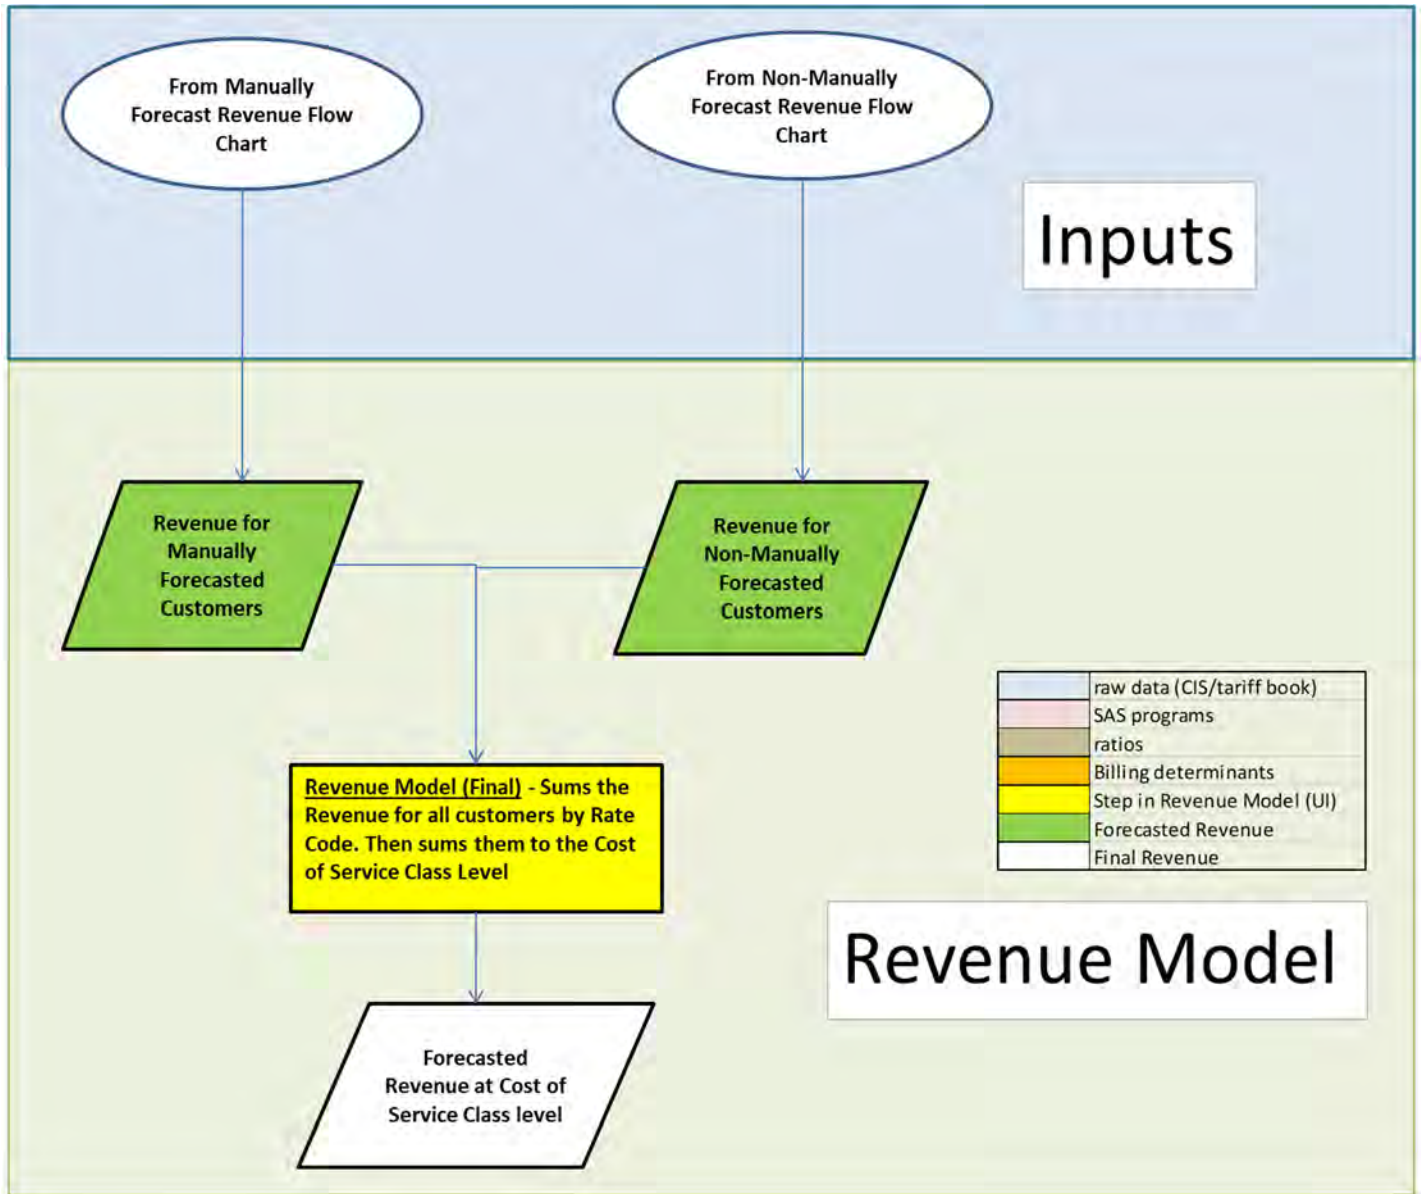 From Manually
Forecast Revenue Flow
Chart
From Non-Manually
Forecast Revenue Flow
Chart
Inputs
Revenue for
Manually
Forecasted
Customers
Revenue for
Non-Manually
Forecasted
Customers
raw data (CIS/tariff book)
SAS programs
ratios
Billing determinants
Step in Revenue Model (UI)
Forecasted Revenue
Final Revenue
Revenue Model (Final) - Sums the
Revenue for all customers by Rate
Code. Then sums them to the Cost
of Service Class Level
Revenue Model
Forecasted
Revenue at Cost of
Service Class level